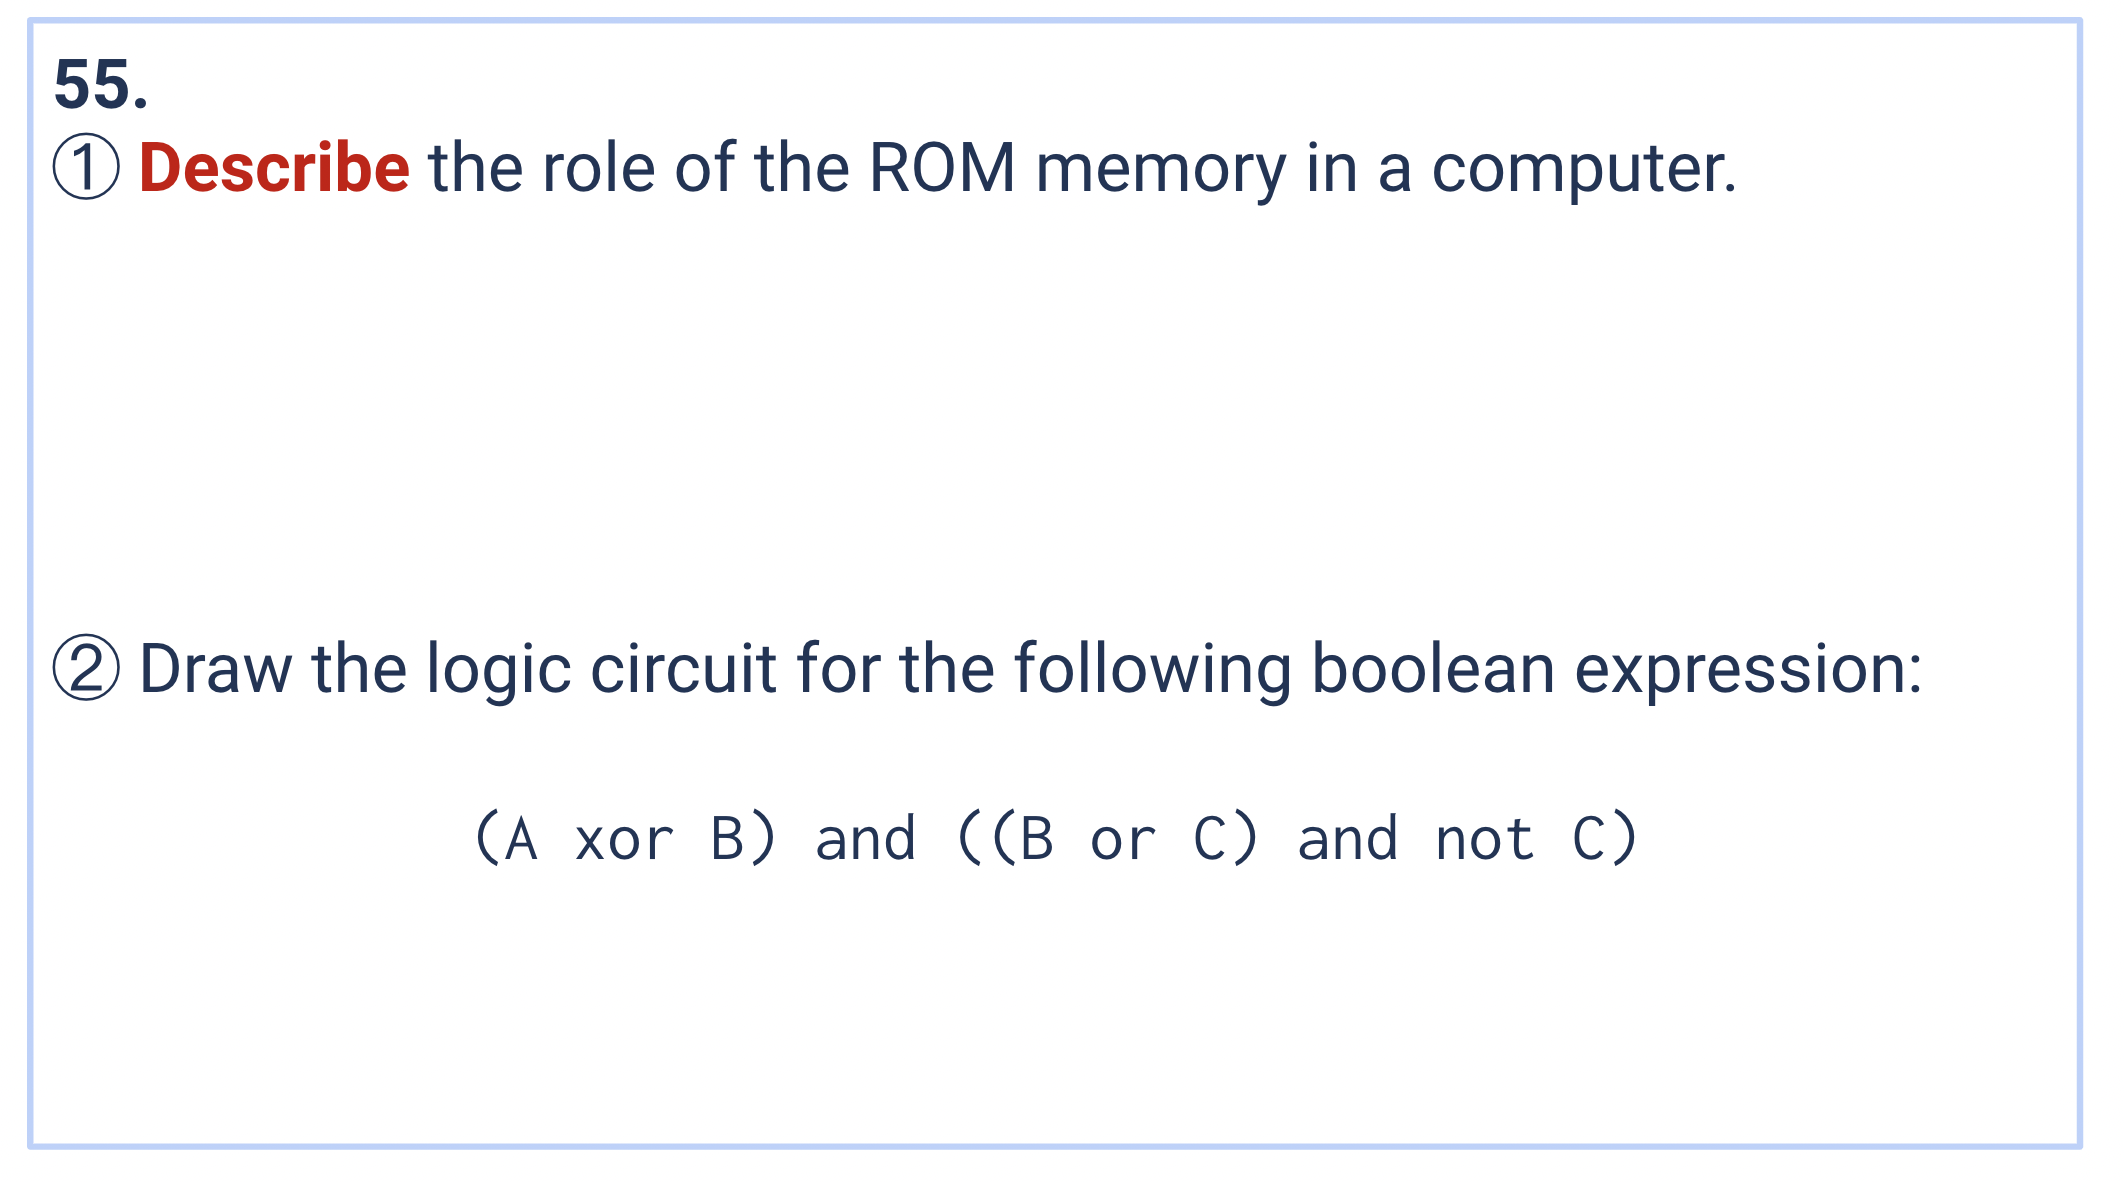 55.
① Describe the role of the ROM memory in a computer.
② Draw the logic circuit for the following boolean expression:
(A xor B) and ((B or C) and not C)